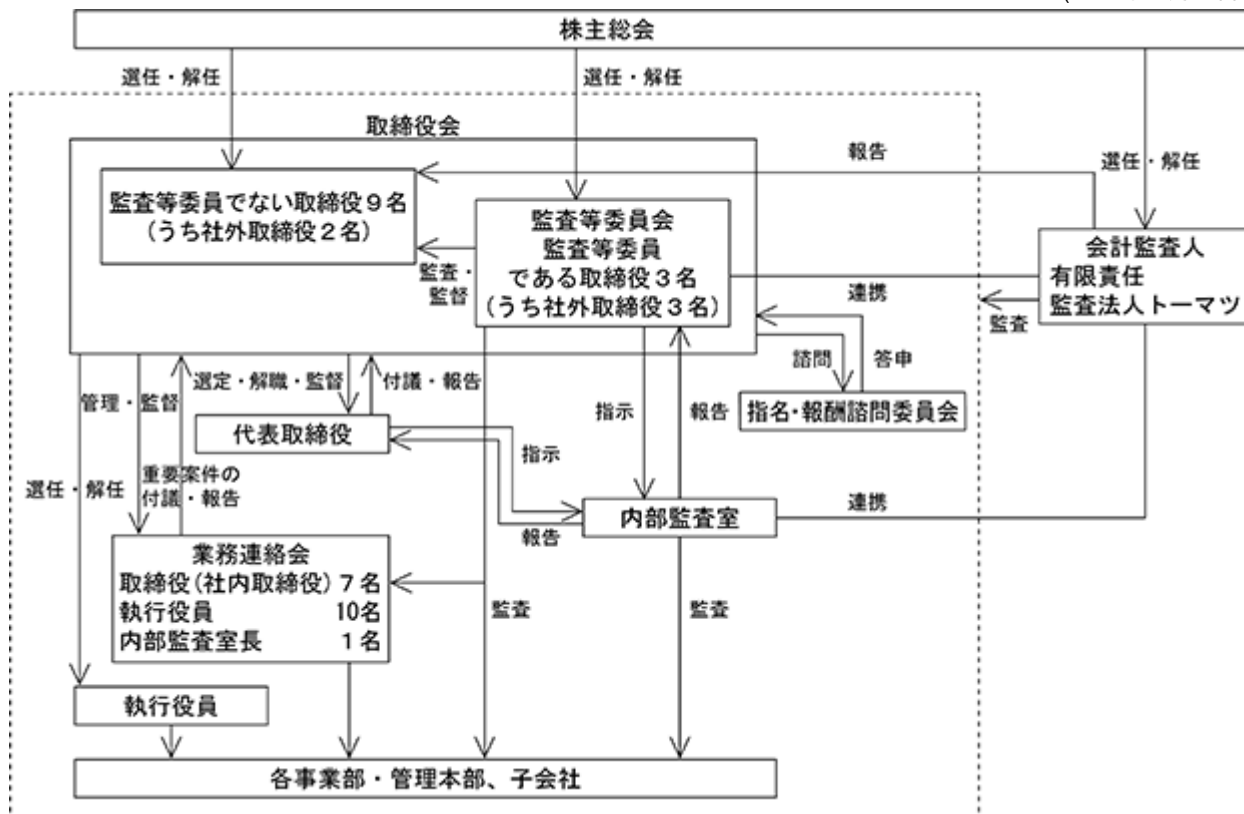 株主総会
選任・解任
選任・解任
取締役会
報告
選任・解任
監査等委員でない取締役9名
(うち社外取締役2名)
監査等委員会
監査等委員
である取締役3名
(うち社外取締役3名)
監査・
監督
会計監査人
有限責任
監査法人トーマツ
連携
監査
諮問
答申
選定・解職・監督
付議・報告
管理・監督
指示
報告
指名・報酬諮問委員会
代表取締役
指示
重要案件の
付議・報告
選任・解任
内部監査室
連携
報告
業務連絡会
取締役(社内取締役)7名
執行役員 10名
内部監査室長 1名
監査
監査
執行役員
各事業部・管理本部、子会社